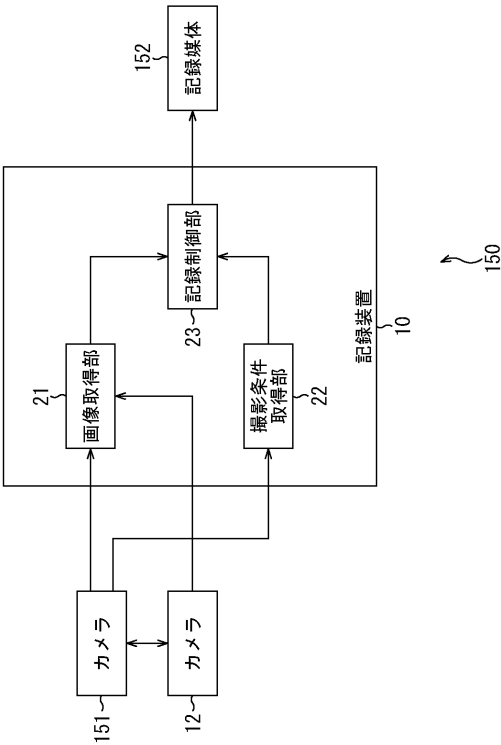 カメラ
151
カメラ
12
画像取得部
21
撮影条件
取得部
22
記録制御部
23
記録装置
10
記録媒体
152
150